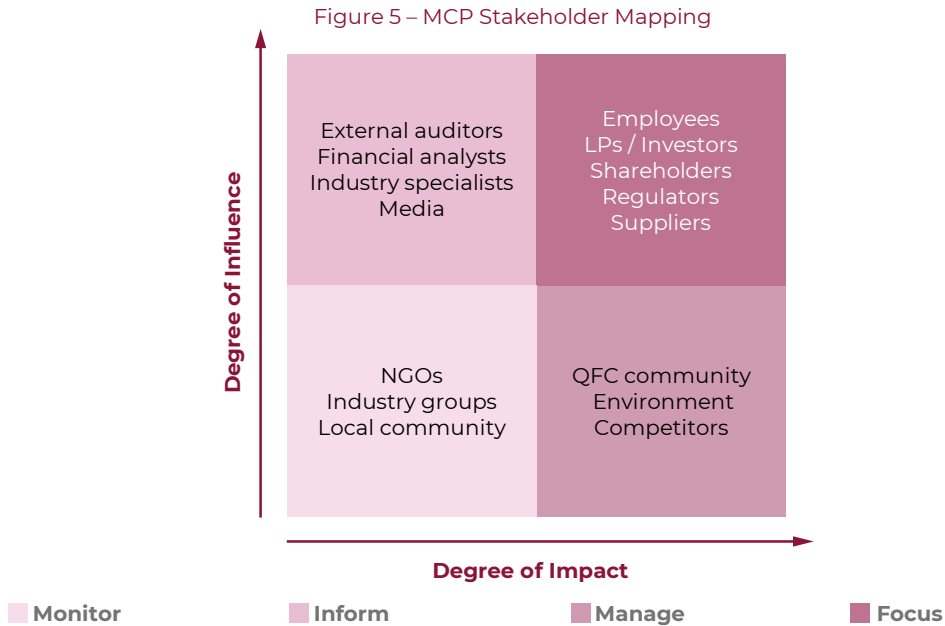 Figure 5 – MCP Stakeholder Mapping
Degree of Influence
External auditors
Financial analysts
Industry specialists
Media
Employees
LPs / Investors
Shareholders
Regulators
Suppliers
NGOs
Industry groups
Local community
QFC community
Environment
Competitors
Degree of Impact
Monitor
Inform
Manage
Focus